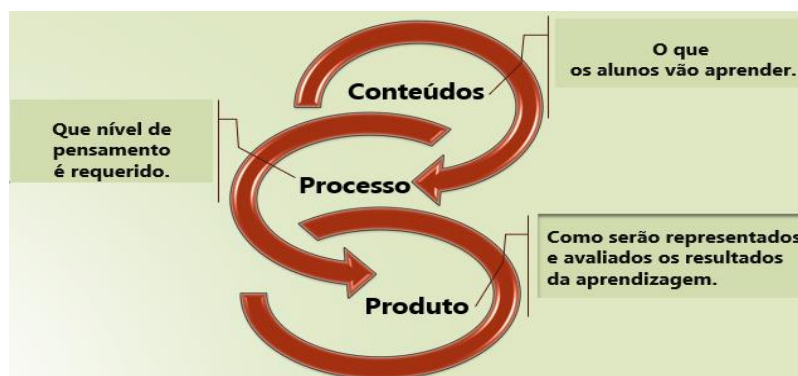 Conteúdos
O que
os alunos vão aprender.
Processo
Que nível de
pensamento
é requerido.
Produto
Como serão representados
e avaliados os resultados
da aprendizagem.